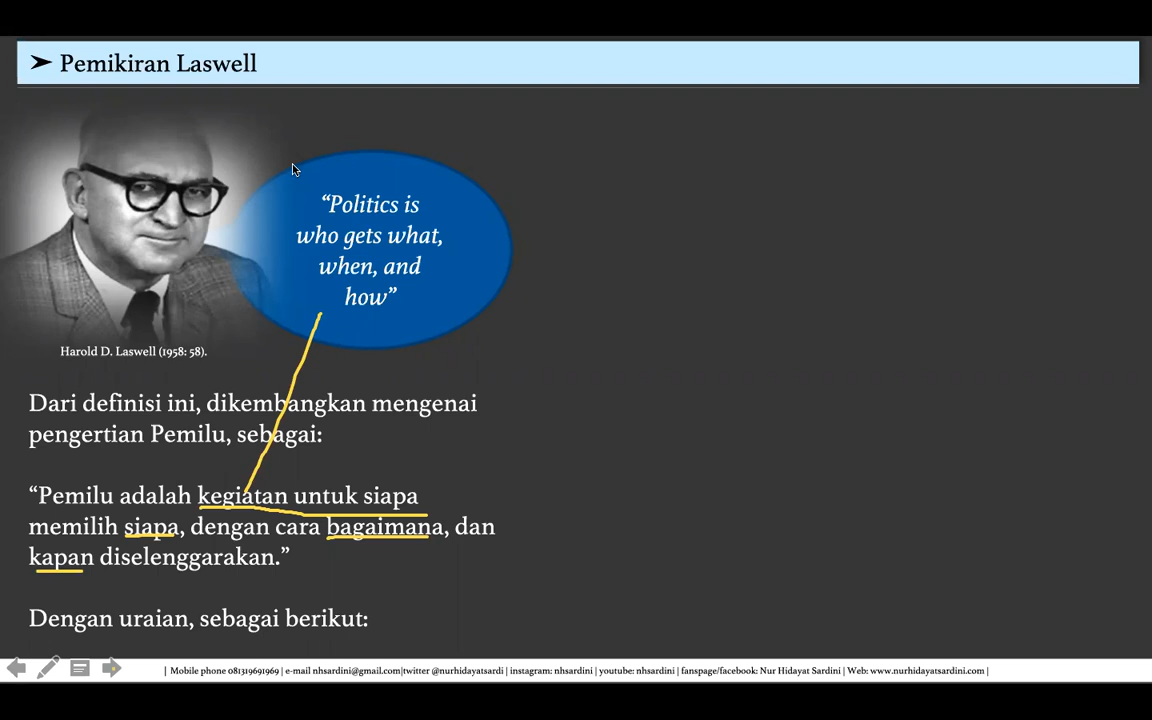 ➤ Pemikiran Laswell
“Politics is
who gets what,
when, and
how”
Harold D. Laswell (1958: 58).
Dari definisi ini, dikembangkan mengenai
pengertian Pemilu, sebagai:
“Pemilu adalah kegiatan untuk siapa
memilih siapa, dengan cara bagaimana, dan
kapan diselenggarakan.”
Dengan uraian, sebagai berikut:
| Mobile phone 081319691969 | e-mail nhsardini@gmail.com|twitter @nurhidayatsardi | instagram: nhsardini | youtube: nhsardini | fanspage/facebook: Nur Hidayat Sardini | Web: www.nurhidayatsardini.com |